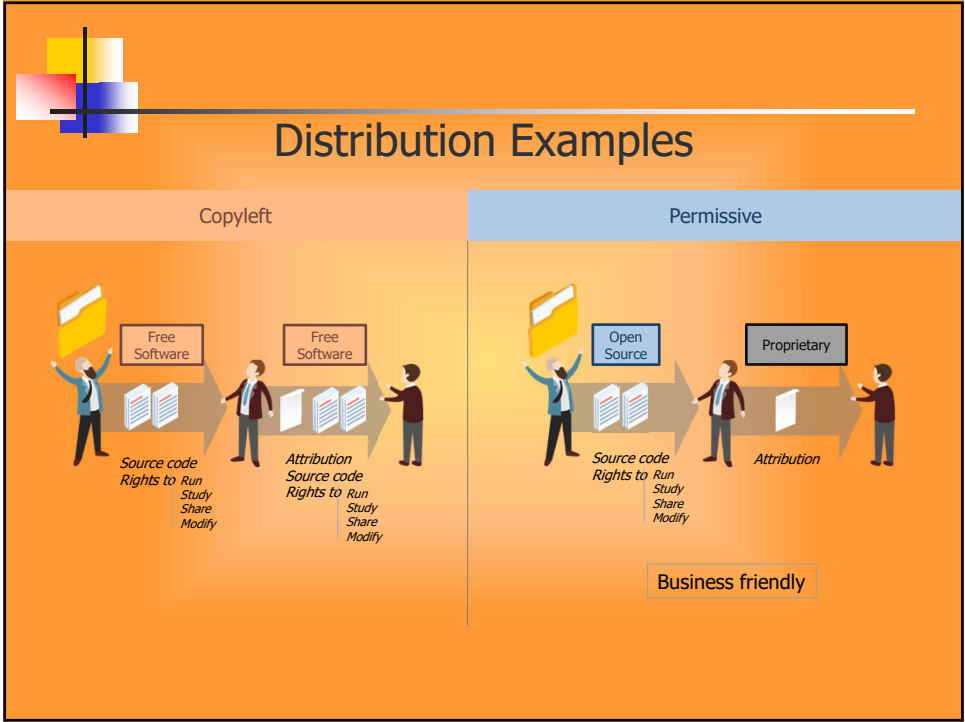 Distribution Examples
Copyleft
Permissive
Free
Software
Free
Software
Source code
Rights to
Run
Study
Share
Modify
Attribution
Source code
Rights to
Run
Study
Share
Modify
Open
Source
Proprietary
Source code
Rights to
Run
Study
Share
Modify
Attribution
Business friendly